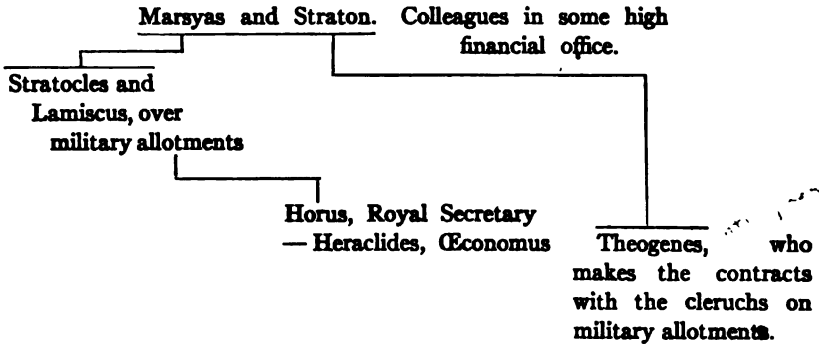 Marsyas and Straton. Colleagues in some high
financial office.
Stratocles and
Lamiscus, over
military allotments
Horus, Royal Secretary
— Heraclides, Œconomus
Theogenes, who
makes the contracts
with the cleruchs on
military allotments.